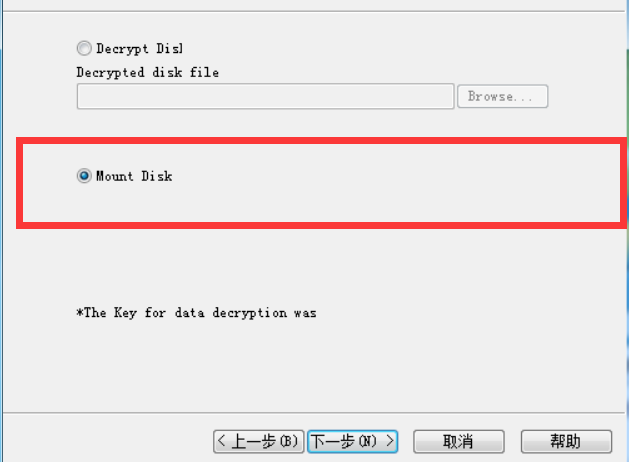 Decrypt Dis
Decrypted disk file
Browse...
Mount Disk
*The Key for data decryption was
< 上一步(B)
下一步(N) >
取消
帮助